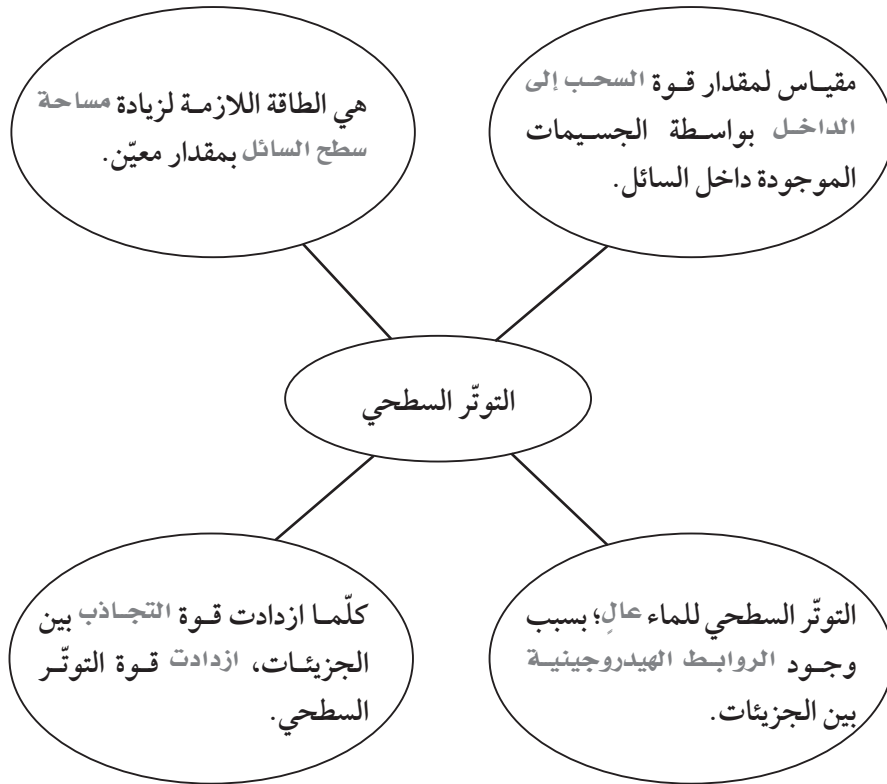 مقياس لمقدار قوة السحب إلى
الداخل بواسطة الجسيمات
الموجودة داخل السائل.
هي الطاقة اللازمة لزيادة مساحة
سطح السائل بمقدار معيّن.
التوتّر السطحي
التوتّر السطحي للماء عالٍ؛ بسبب
وجود الروابط الهيدروجينية
بين الجزيئات.
كلّما ازدادت قوة التجاذب بين
الجزيئات، ازدادت قوة التوتّر
السطحي.